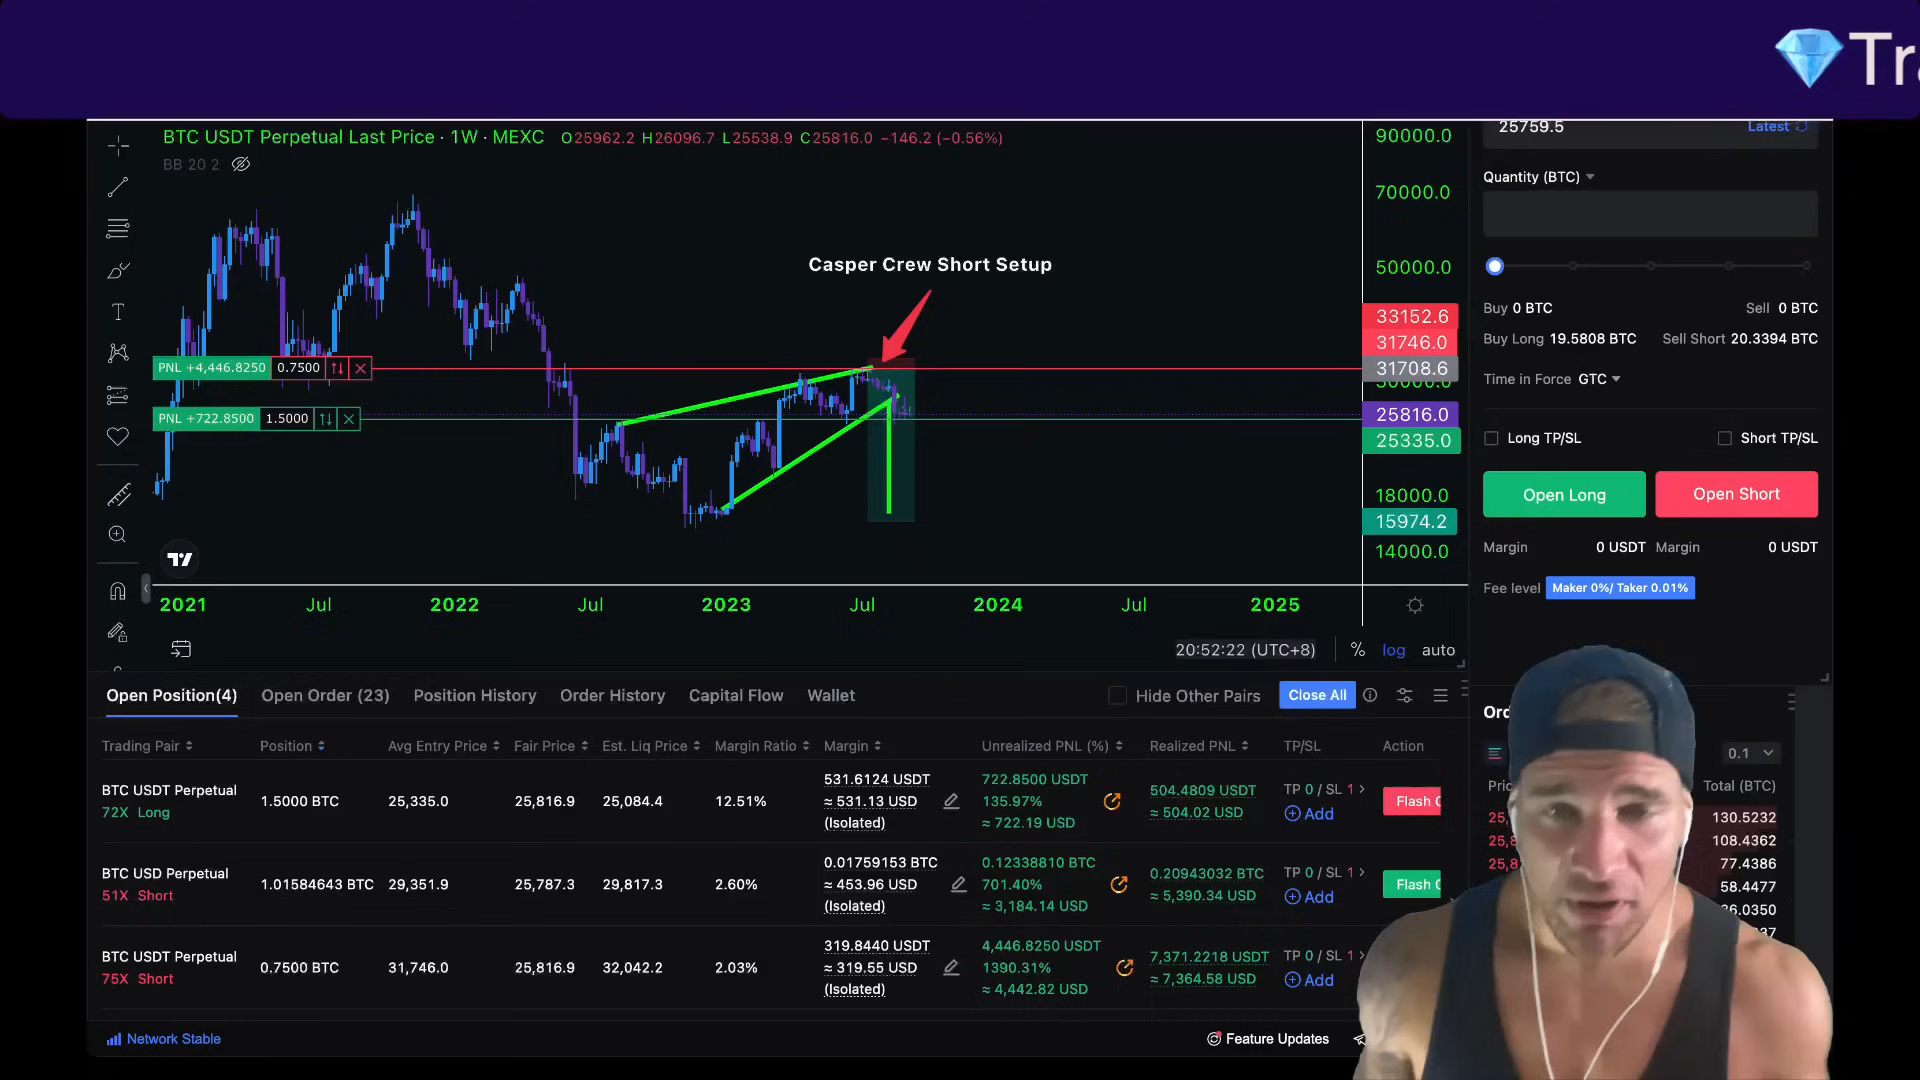 💎Tr
BTC USDT Perpetual Last Price · 1W · MEXC O25962.2 H26096.7 L25538.9 C25816.0 −146.2 (−0.56%)
BB 20 2
Casper Crew Short Setup
PNL +4,446.8250 0.7500
PNL +722.8500 1.5000
90000.0
70000.0
50000.0
33152.6
31746.0
31708.6
25816.0
25335.0
18000.0
15974.2
14000.0
2021 Jul 2022 Jul 2023 Jul 2024 Jul 2025
20:52:22 (UTC+8) % log auto
25759.5 Latest
Quantity (BTC)
Buy 0 BTC Sell 0 BTC
Buy Long 19.5808 BTC Sell Short 20.3394 BTC
Time in Force GTC
Long TP/SL Short TP/SL
Open Long Open Short
Margin 0 USDT Margin 0 USDT
Fee level Maker 0%/ Taker 0.01%
Open Position(4) Open Order (23) Position History Order History Capital Flow Wallet Hide Other Pairs Close All
Trading Pair Position Avg Entry Price Fair Price Est. Liq Price Margin Ratio Margin Unrealized PNL (%) Realized PNL TP/SL Action
BTC USDT Perpetual
72X Long
1.5000 BTC 25,335.0 25,816.9 25,084.4 12.51%
531.6124 USDT
≈ 531.13 USD
(Isolated)
722.8500 USDT
135.97%
≈ 722.19 USD
504.4809 USDT
≈ 504.02 USD
TP 0 / SL 1 >
Add
Flash
BTC USD Perpetual
51X Short
1.01584643 BTC 29,351.9 25,787.3 29,817.3 2.60%
0.01759153 BTC
≈ 453.96 USD
(Isolated)
0.12338810 BTC
701.40%
≈ 3,184.14 USD
0.20943032 BTC
≈ 5,390.34 USD
TP 0 / SL 1 >
Add
Flash
BTC USDT Perpetual
75X Short
0.7500 BTC 31,746.0 25,816.9 32,042.2 2.03%
319.8440 USDT
≈ 319.55 USD
(Isolated)
4,446.8250 USDT
1390.31%
≈ 4,442.82 USD
7,371.2218 USDT
≈ 7,364.58 USD
TP 0 / SL 1 >
Add
Network Stable
Feature Updates
0.1
Total (BTC)
130.5232
108.4362
77.4386
58.4477